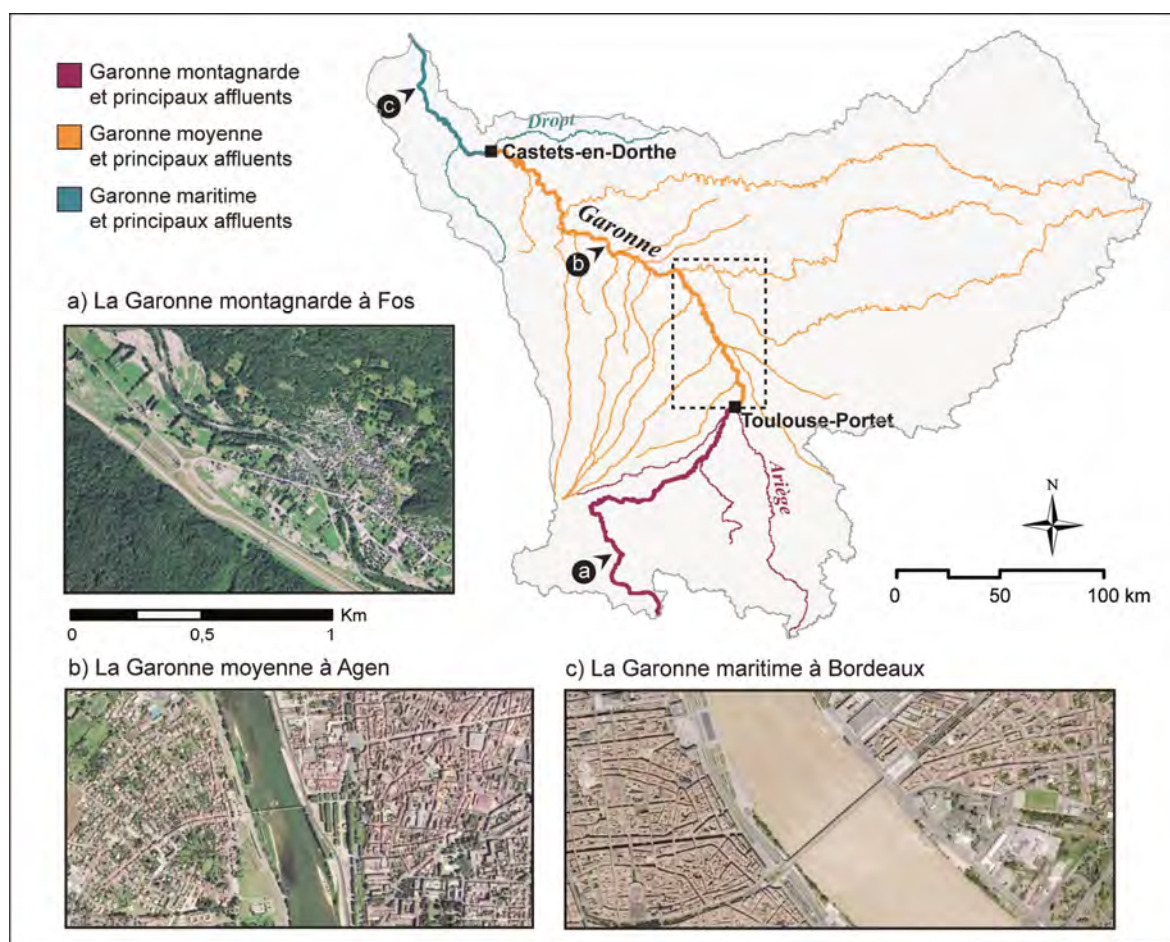 Garonne montagnarde
et principaux affluents
Garonne moyenne
et principaux affluents
Garonne maritime
et principaux affluents
c
Dropt
Castets-en-Dorthe
Garonne
b
Toulouse-Portet
Ariège
a
N
0 50 100 km
a) La Garonne montagnarde à Fos
Km
0 0,5 1
b) La Garonne moyenne à Agen
c) La Garonne maritime à Bordeaux